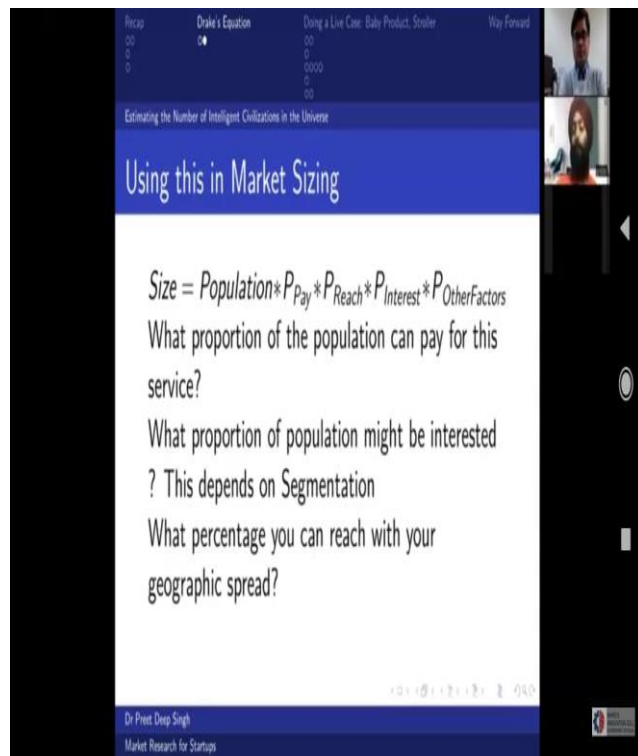 Recap Drake's Equation Doing a Live Case: Baby Product, Stroller Way Forward
Estimating the Number of Intelligent Civilizations in the Universe
Using this in Market Sizing
Size = Population*P_Pay*P_Reach*P_Interest*P_OtherFactors
What proportion of the population can pay for this
service?
What proportion of population might be interested
? This depends on Segmentation
What percentage you can reach with your
geographic spread?
Dr Preet Deep Singh
Market Research for Startups